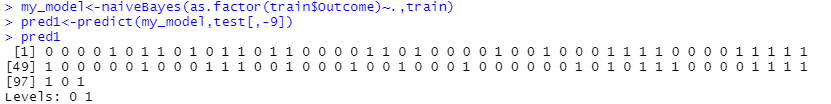 > my_model<-naiveBayes(as.factor(train$Outcome)~.,train)
> pred1<-predict(my_model,test[,-9])
> pred1
[1] 0 0 0 0 1 0 1 1 0 1 0 1 1 0 1 1 0 0 0 0 1 1 0 1 0 0 0 0 1 0 0 1 0 0 0 1 1 1 1 0 0 0 0 1 1 1 1 1
[49] 1 0 0 0 0 0 1 0 0 0 1 1 1 0 0 1 0 0 0 1 0 0 1 0 0 0 1 0 0 0 0 0 0 1 0 1 0 1 1 1 0 0 0 0 1 1 1 1
[97] 1 0 1
Levels: 0 1